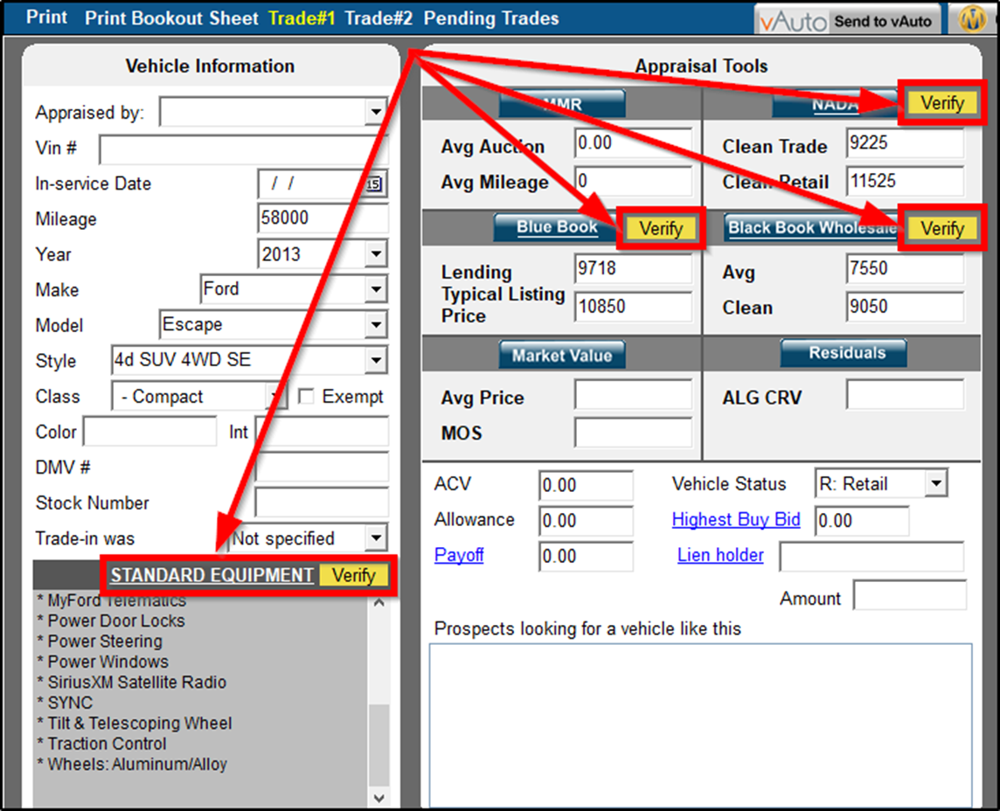 Print Print Bookout Sheet Trade#1 Trade#2 Pending Trades
vAuto Send to vAuto
Vehicle Information
Appraised by:
Vin #
In-service Date / / 15
Mileage 58000
Year 2013
Make Ford
Model Escape
Style 4d SUV 4WD SE
Class - Compact Exempt
Color Int
DMV #
Stock Number
Trade-in was Not specified
STANDARD EQUIPMENT Verify
* MyFord Telematics
* Power Door Locks
* Power Steering
* Power Windows
* SiriusXM Satellite Radio
* SYNC
* Tilt & Telescoping Wheel
* Traction Control
* Wheels: Aluminum/Alloy
Appraisal Tools
MMR
Avg Auction 0.00
Avg Mileage 0
NADA Verify
Clean Trade 9225
Clean Retail 11525
Blue Book Verify
Lending 9718
Typical Listing
Price 10850
Black Book Wholesale Verify
Avg 7550
Clean 9050
Market Value
Avg Price
MOS
Residuals
ALG CRV
ACV 0.00 Vehicle Status R: Retail
Allowance 0.00 Highest Buy Bid 0.00
Payoff 0.00 Lien holder
Amount
Prospects looking for a vehicle like this